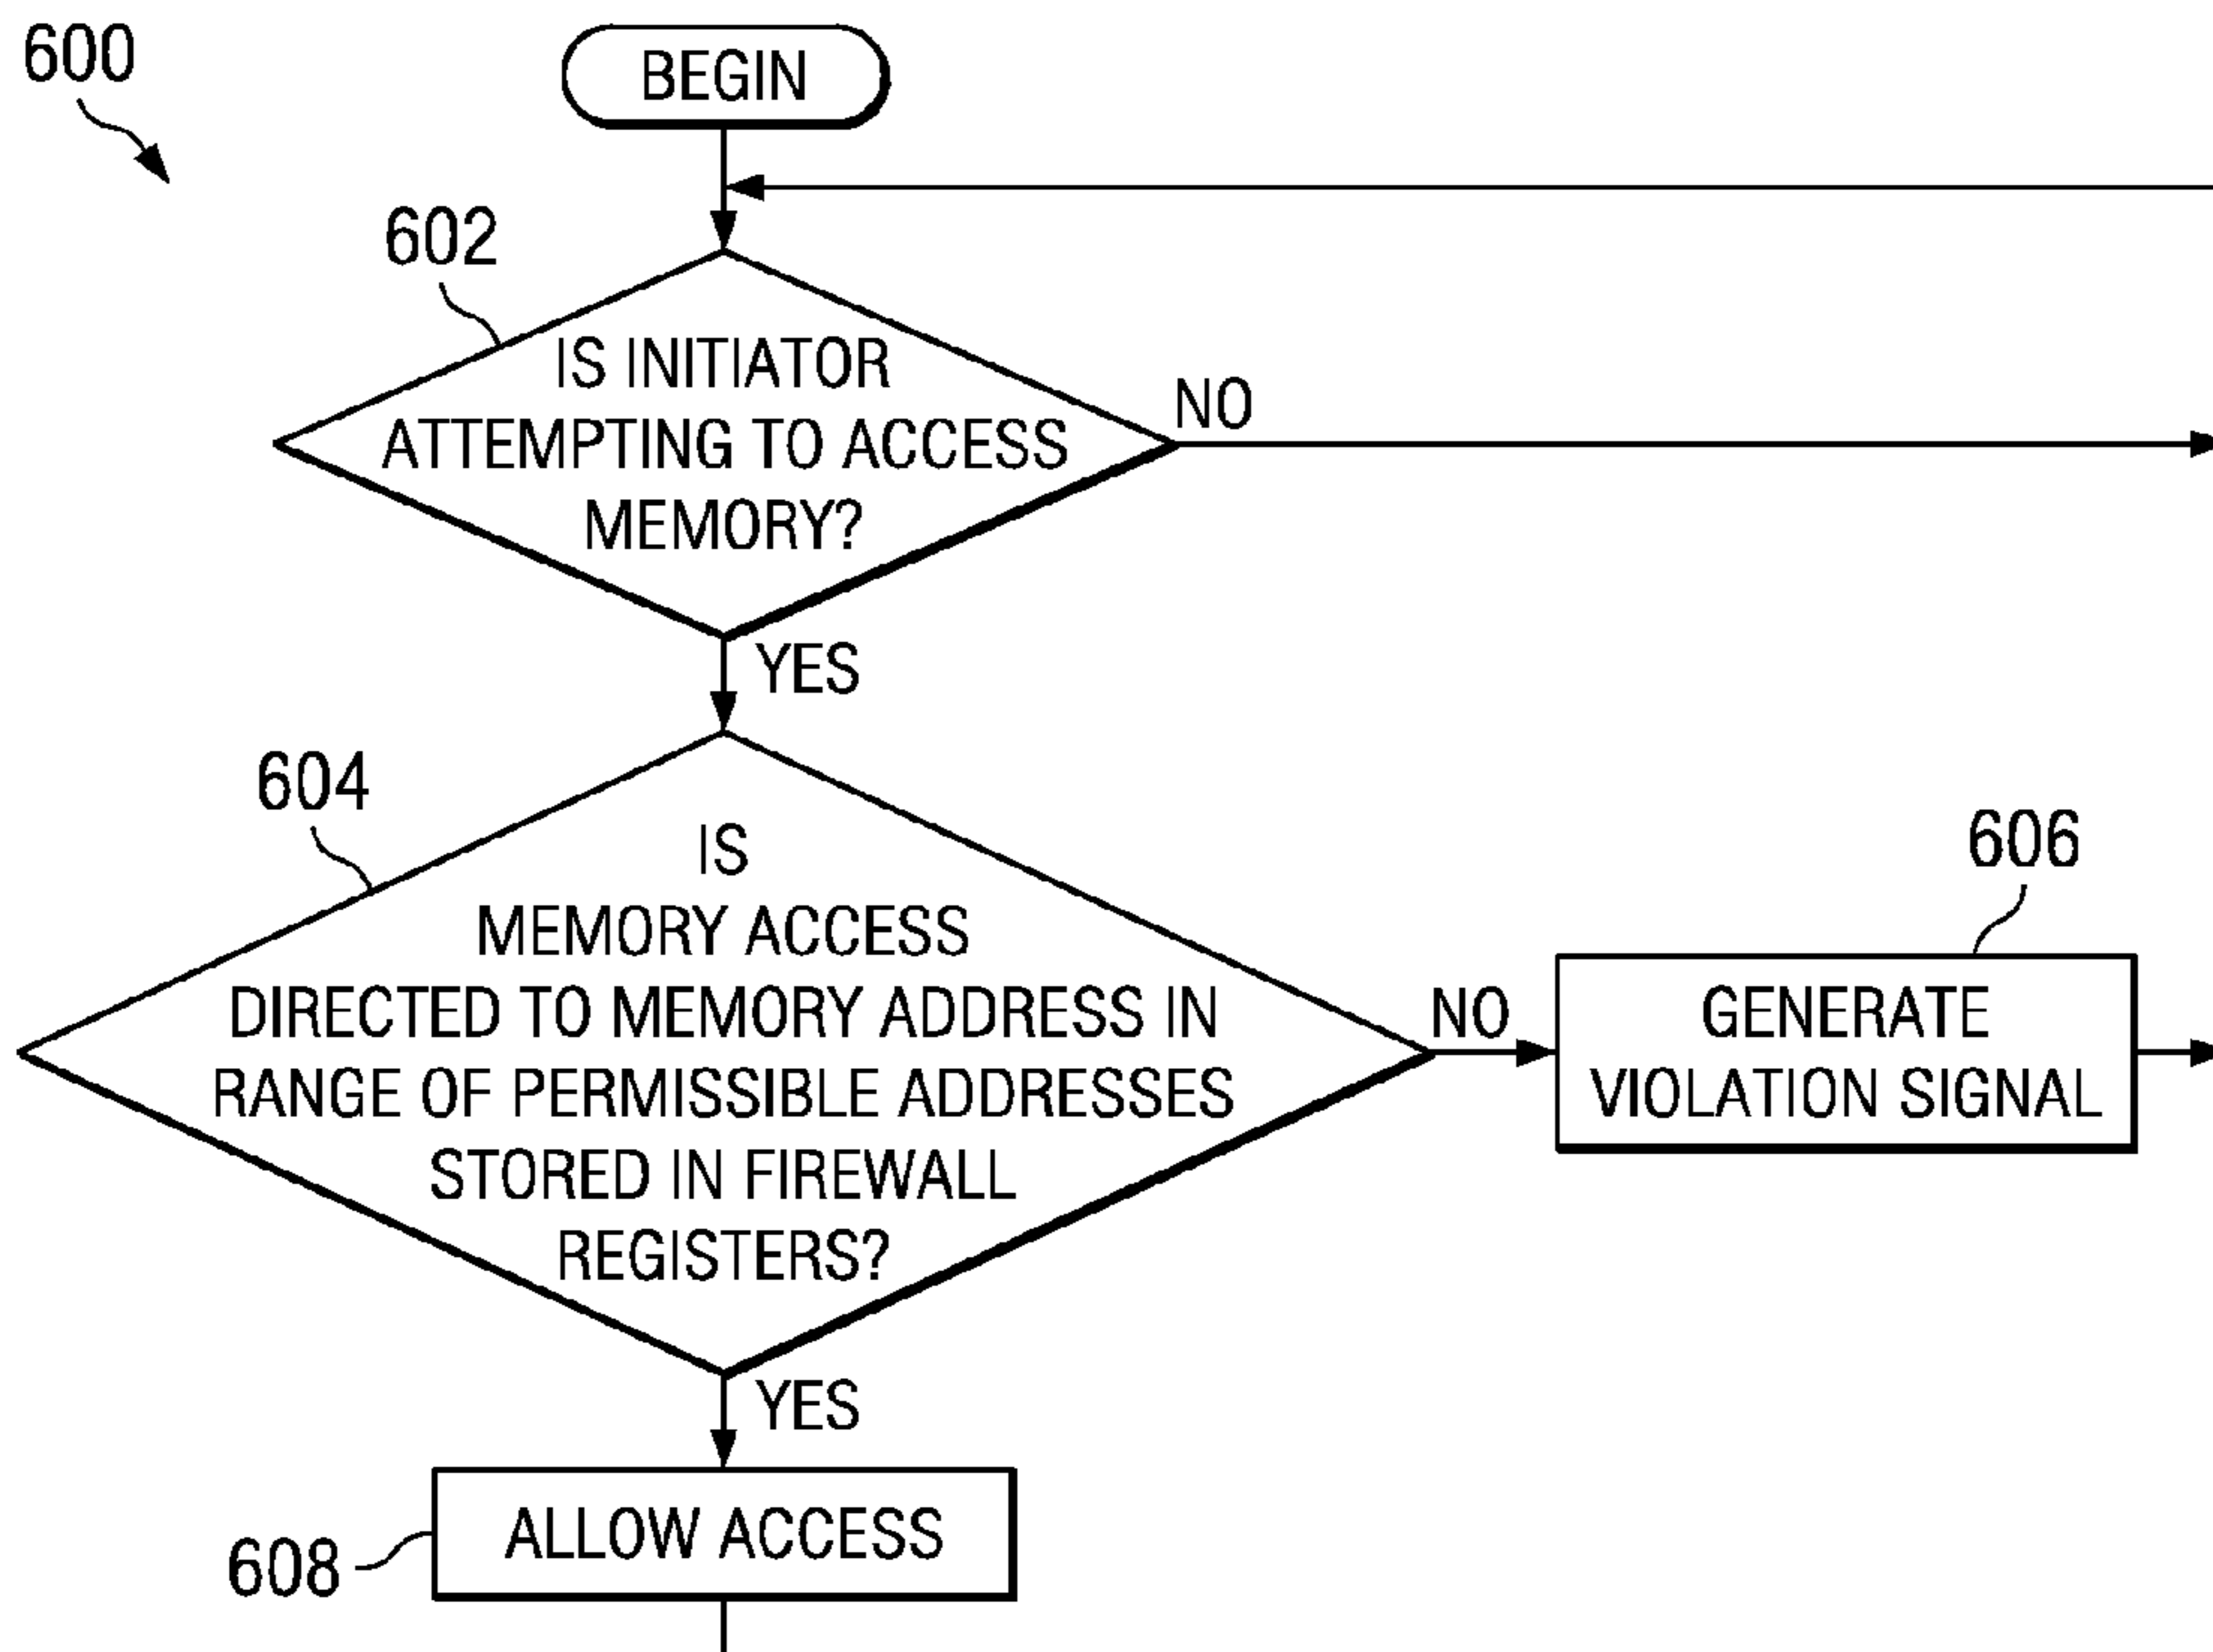 600
BEGIN
602
IS INITIATOR
ATTEMPTING TO ACCESS
MEMORY?
NO
YES
604
IS
MEMORY ACCESS
DIRECTED TO MEMORY ADDRESS IN
RANGE OF PERMISSIBLE ADDRESSES
STORED IN FIREWALL
REGISTERS?
NO
606
GENERATE
VIOLATION SIGNAL
YES
608
ALLOW ACCESS